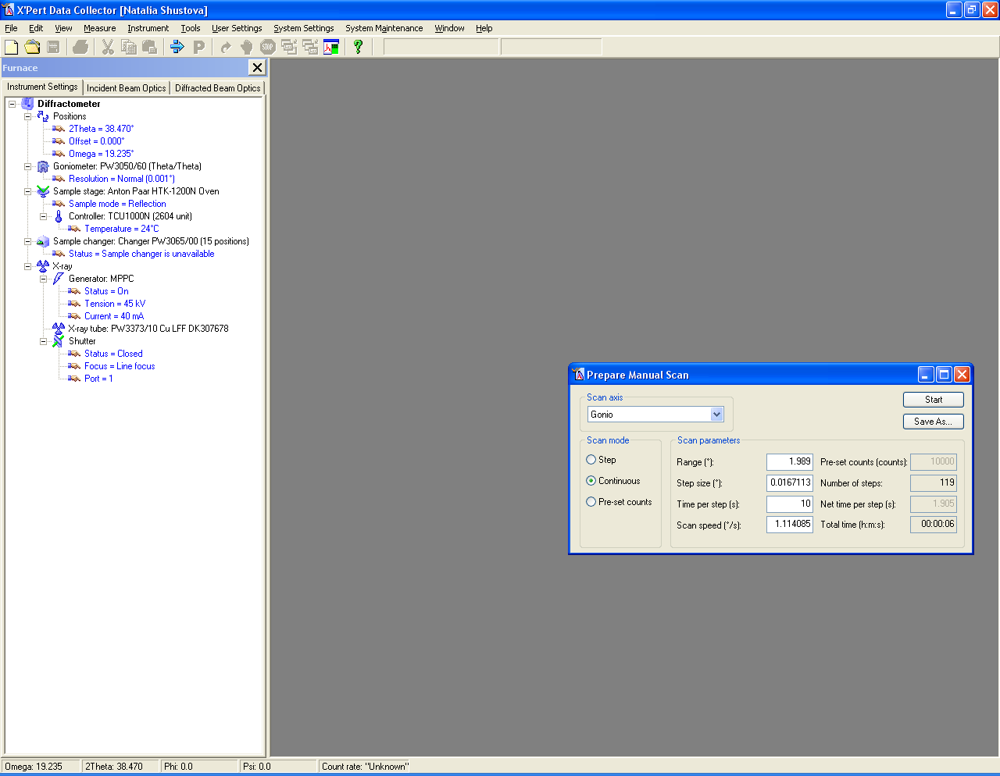 X'Pert Data Collector [Natalia Shustova]
File Edit View Measure Instrument Tools User Settings System Settings System Maintenance Window Help
P STOP
Furnace
Instrument Settings Incident Beam Optics Diffracted Beam Optics
Diffractometer
Positions
2Theta = 38.470°
Offset = 0.000°
Omega = 19.235°
Goniometer: PW3050/60 (Theta/Theta)
Resolution = Normal (0.001°)
Sample stage: Anton Paar HTK-1200N Oven
Sample mode = Reflection
Controller: TCU1000N (2604 unit)
Temperature = 24°C
Sample changer: Changer PW3065/00 (15 positions)
Status = Sample changer is unavailable
X-ray
Generator: MPPC
Status = On
Tension = 45 kV
Current = 40 mA
X-ray tube: PW3373/10 Cu LFF DK307678
Shutter
Status = Closed
Focus = Line focus
Port = 1
Prepare Manual Scan
Scan axis
Gonio
Start
Save As...
Scan mode
Step
Continuous
Pre-set counts
Scan parameters
Range (°): 1.989 Pre-set counts (counts): 10000
Step size (°): 0.0167113 Number of steps: 119
Time per step (s): 10 Net time per step (s): 1.905
Scan speed (°/s): 1.114085 Total time (h:m:s): 00:00:06
Omega: 19.235 2Theta: 38.470 Phi: 0.0 Psi: 0.0 Count rate: "Unknown"